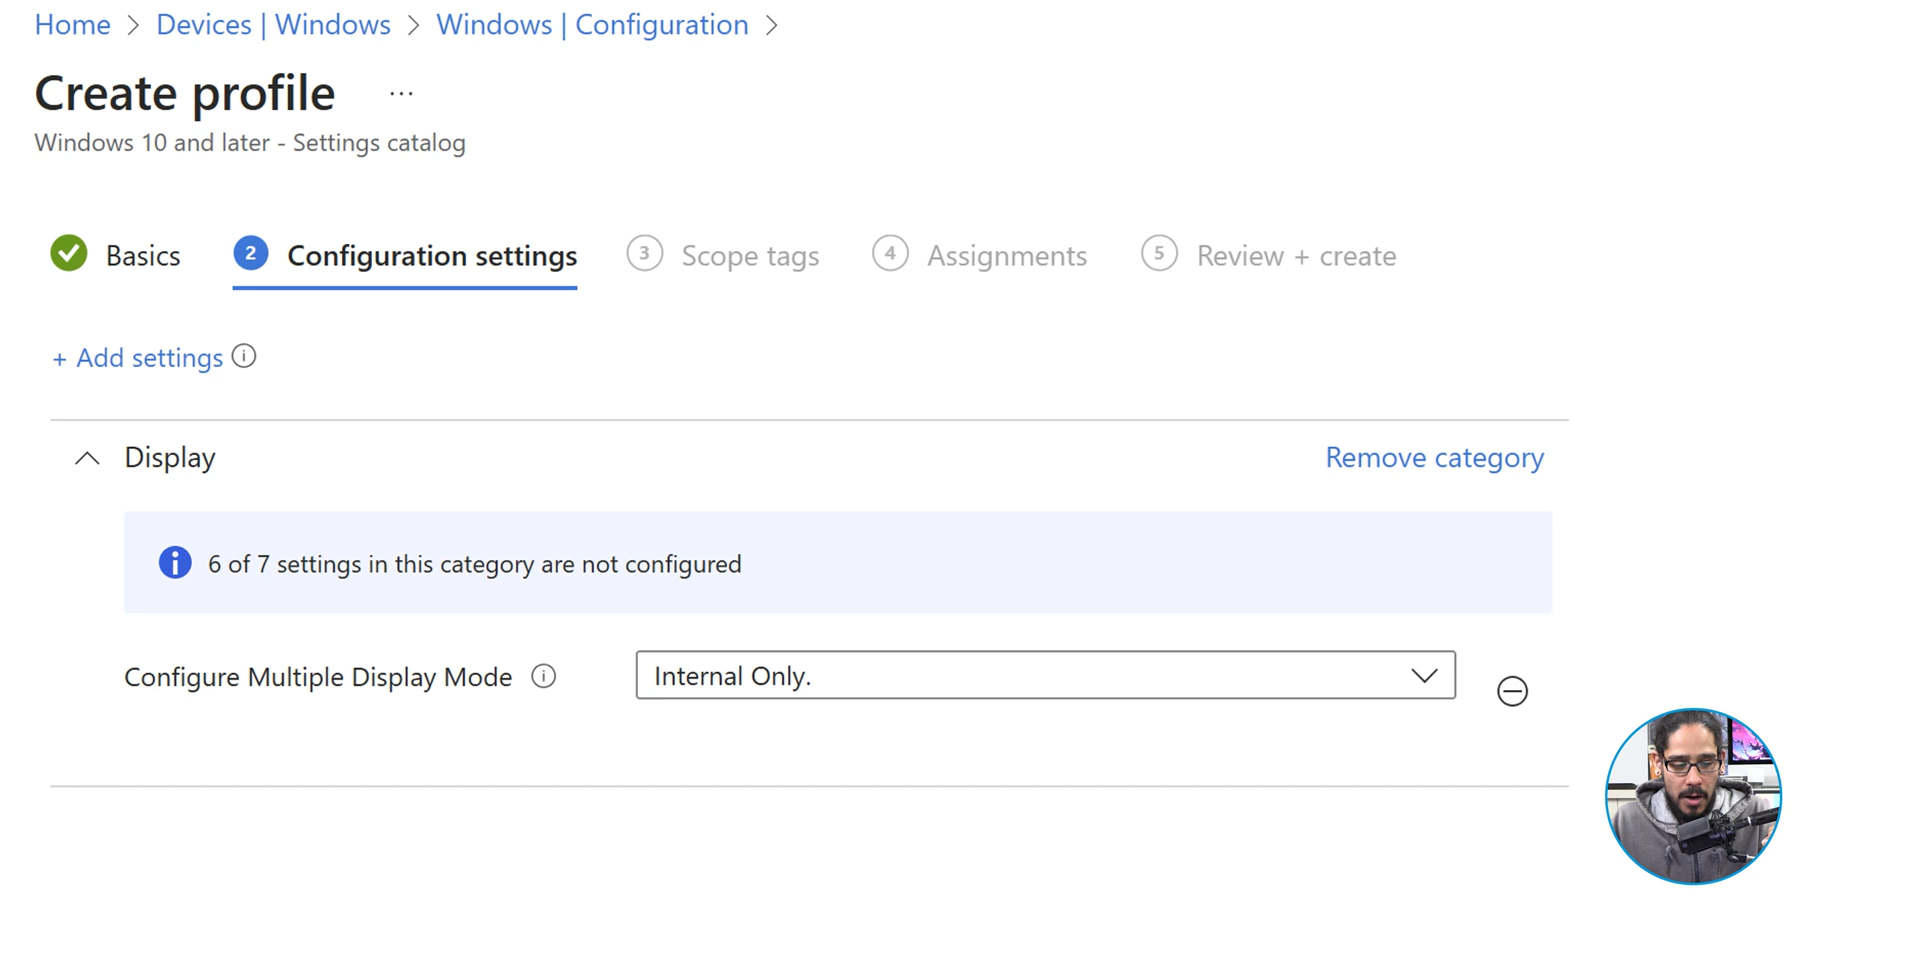 Home > Devices | Windows > Windows | Configuration >
Create profile ...
Windows 10 and later - Settings catalog
Basics 2 Configuration settings 3 Scope tags 4 Assignments 5 Review + create
+ Add settings
Display Remove category
6 of 7 settings in this category are not configured
Configure Multiple Display Mode Internal Only.